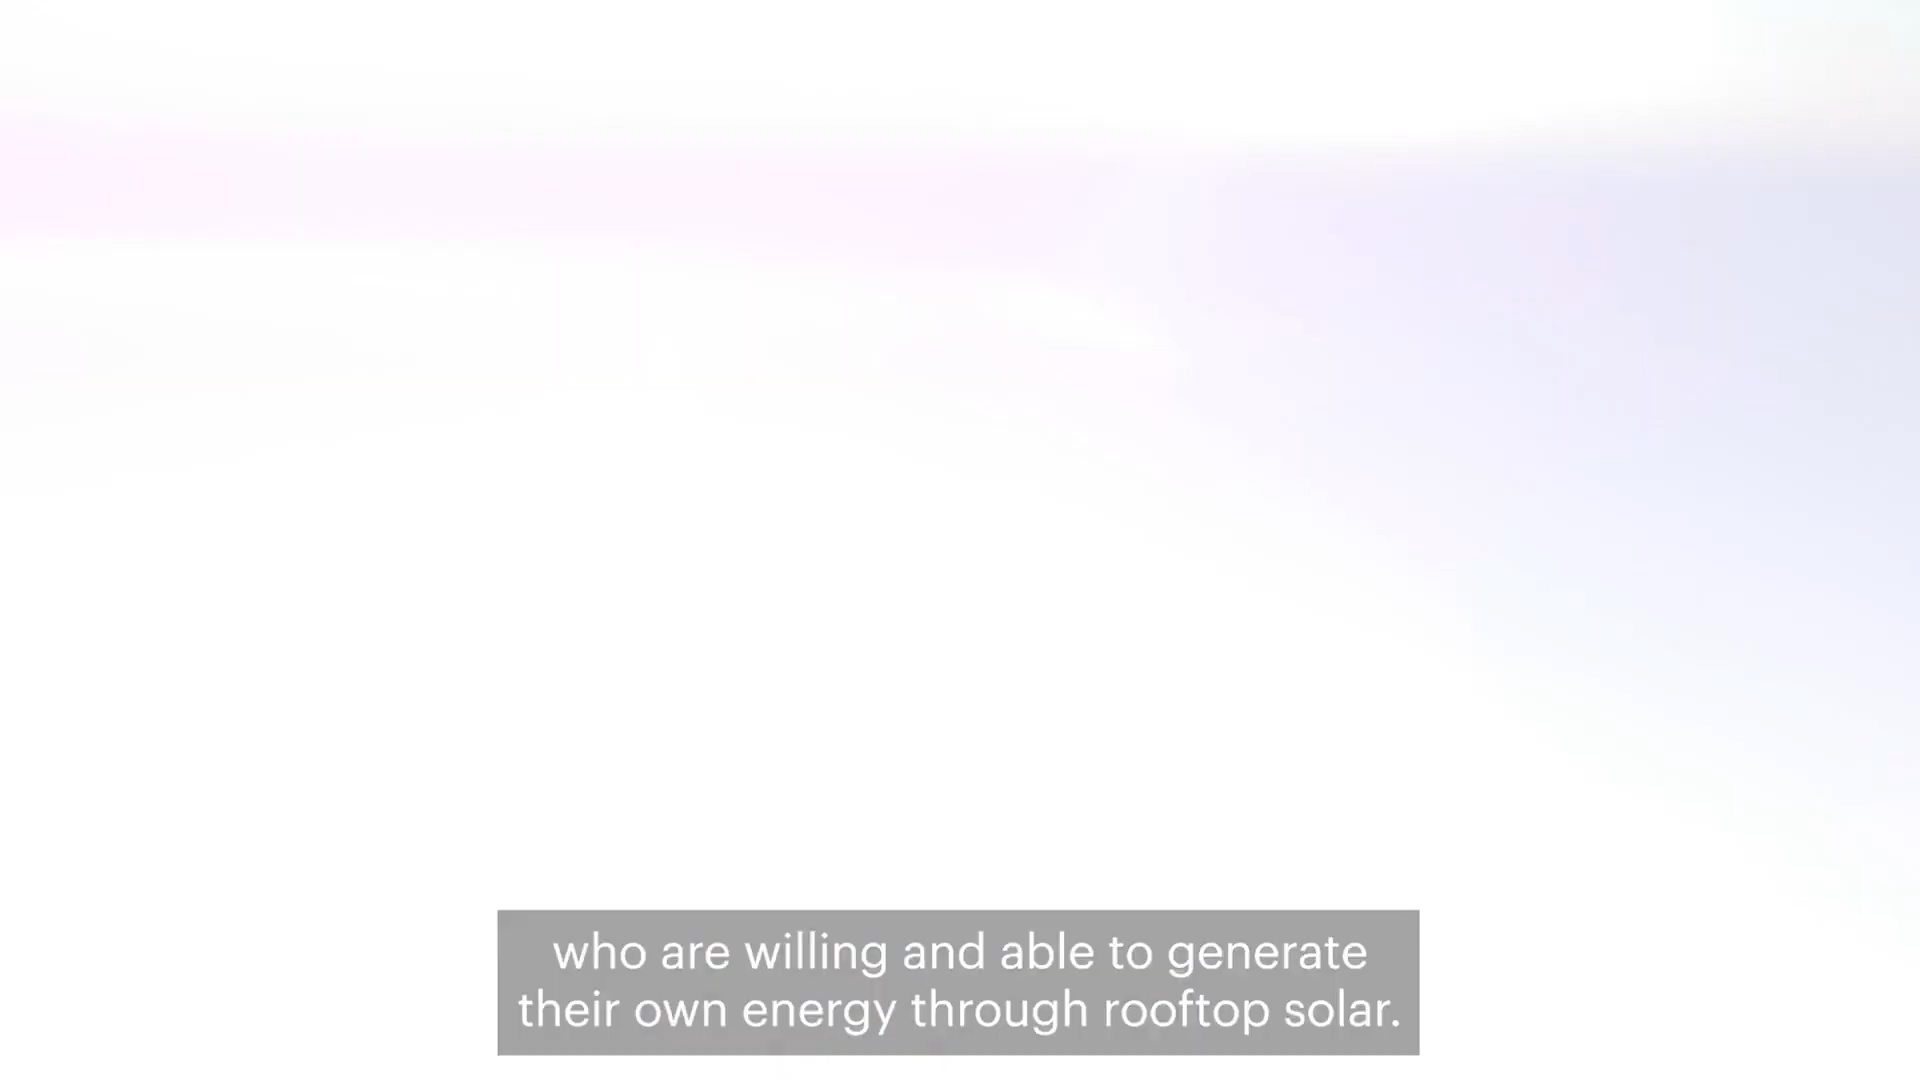 who are willing and able to generate
their own energy through rooftop solar.